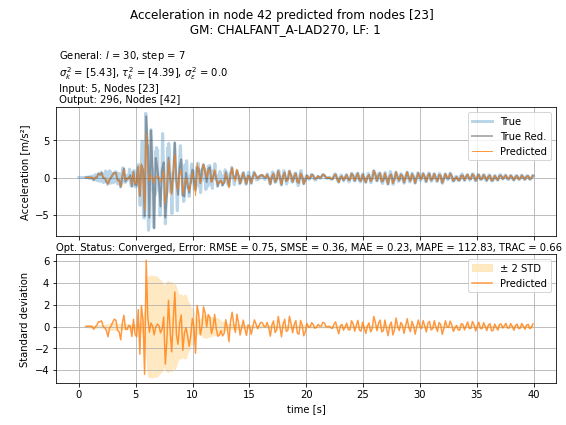 Acceleration in node 42 predicted from nodes [23]
GM: CHALFANT_A-LAD270, LF: 1
General: l = 30, step = 7
σ²ₖ = [5.43], τ²ₖ = [4.39], σ²ε = 0.0
Input: 5, Nodes [23]
Output: 296, Nodes [42]
Acceleration [m/s²]
5
0
−5
True
True Red.
Predicted
Opt. Status: Converged, Error: RMSE = 0.75, SMSE = 0.36, MAE = 0.23, MAPE = 112.83, TRAC = 0.66
Standard deviation
6
4
2
0
−2
−4
± 2 STD
Predicted
0 5 10 15 20 25 30 35 40
time [s]